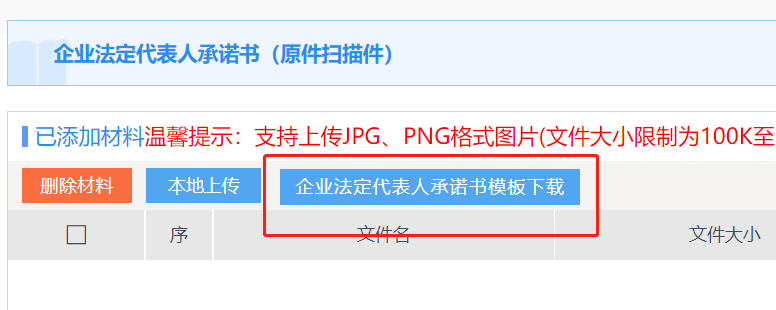 企业法定代表人承诺书（原件扫描件）
已添加材料温馨提示：支持上传JPG、PNG格式图片(文件大小限制为100K至
删除材料 本地上传 企业法定代表人承诺书模板下载
序 文件名 文件大小